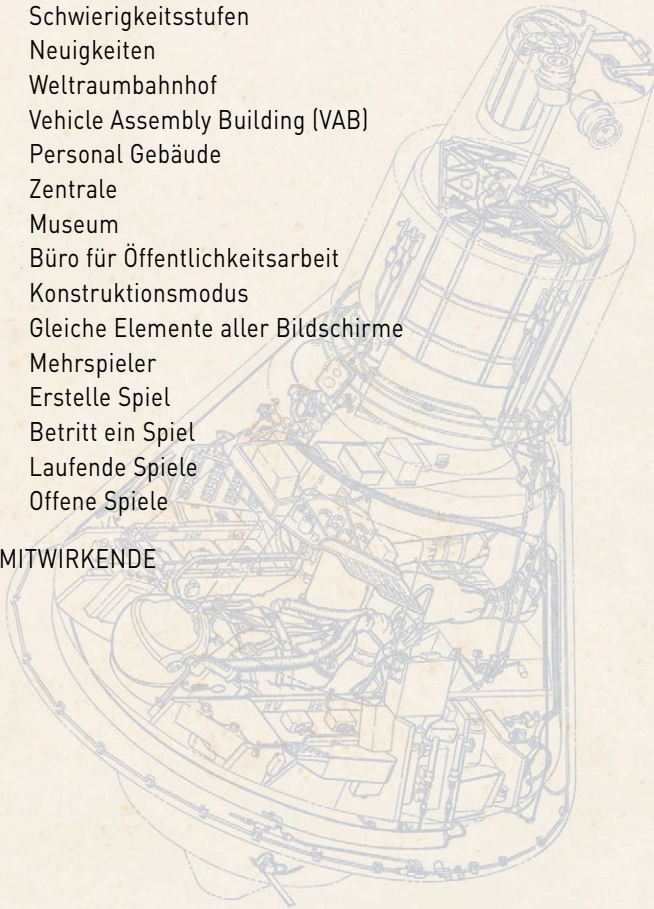 Schwierigkeitsstufen
Neuigkeiten
Weltraumbahnhof
Vehicle Assembly Building (VAB)
Personal Gebäude
Zentrale
Museum
Büro für Öffentlichkeitsarbeit
Konstruktionsmodus
Gleiche Elemente aller Bildschirme
Mehrspieler
Erstelle Spiel
Betritt ein Spiel
Laufende Spiele
Offene Spiele
MITWIRKENDE